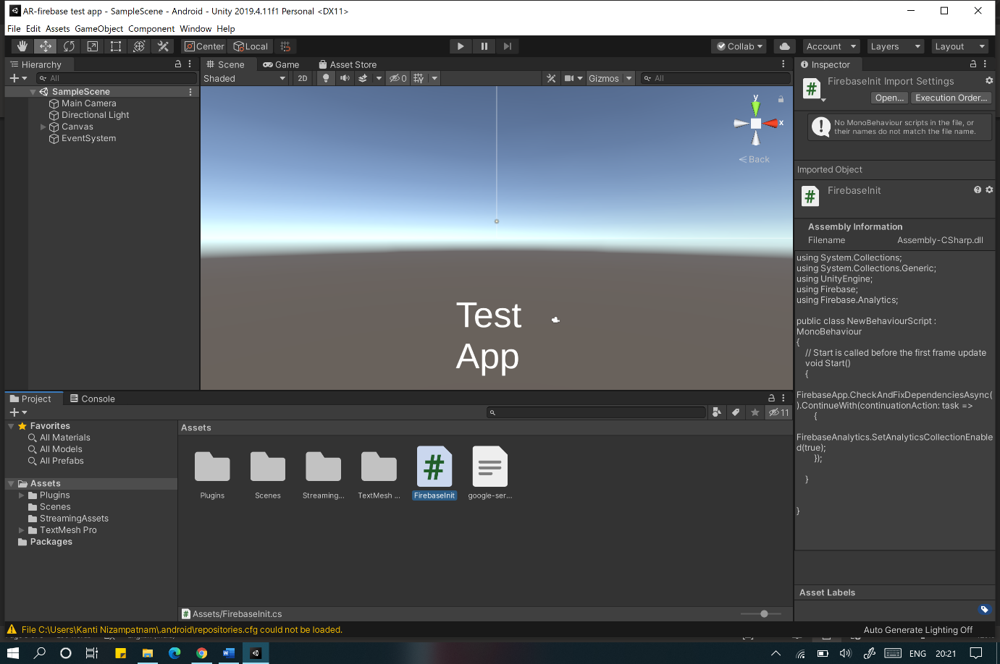 AR-firebase test app - SampleScene - Android - Unity 2019.4.11f1 Personal <DX11>
File Edit Assets GameObject Component Window Help
Center Local Collab Account Layers Layout
Hierarchy
All
SampleScene
Main Camera
Directional Light
Canvas
EventSystem
Scene Game Asset Store
Shaded 2D 0 Gizmos All
y
x
Back
Test
App
Inspector
FirebaseInit Import Settings
Open... Execution Order...
No MonoBehaviour scripts in the file, or
their names do not match the file name.
Imported Object
FirebaseInit
Assembly Information
Filename Assembly-CSharp.dll
using System.Collections;
using System.Collections.Generic;
using UnityEngine;
using Firebase;
using Firebase.Analytics;
public class NewBehaviourScript :
MonoBehaviour
{
// Start is called before the first frame update
void Start()
{
FirebaseApp.CheckAndFixDependenciesAsync(
).ContinueWith(continuationAction: task =>
{
FirebaseAnalytics.SetAnalyticsCollectionEnable
d(true);
});
}
}
Asset Labels
Project Console
11
Favorites
All Materials
All Models
All Prefabs
Assets
Plugins
Scenes
StreamingAssets
TextMesh Pro
Packages
Assets
Plugins Scenes Streaming... TextMesh ... FirebaseInit google-ser...
Assets/FirebaseInit.cs
File C:\Users\Kanti Nizampatnam\.android\repositories.cfg could not be loaded.
Auto Generate Lighting Off
ENG 20:21